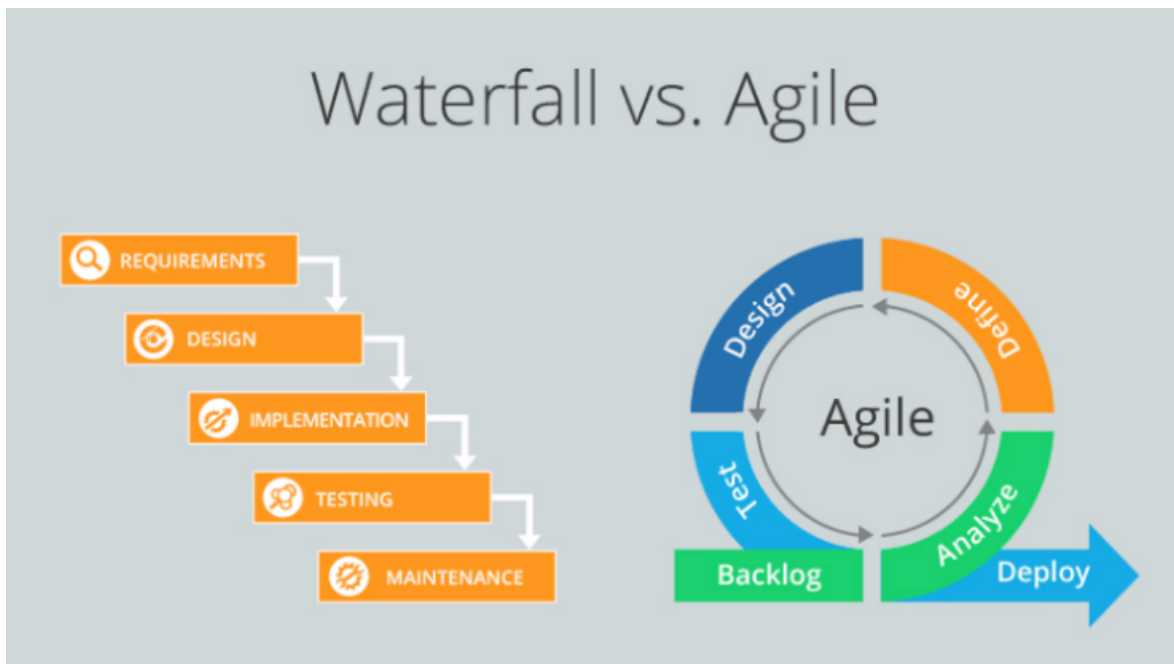 Waterfall vs. Agile
REQUIREMENTS
DESIGN
IMPLEMENTATION
TESTING
MAINTENANCE
Design
Define
Agile
Test
Analyze
Backlog
Deploy